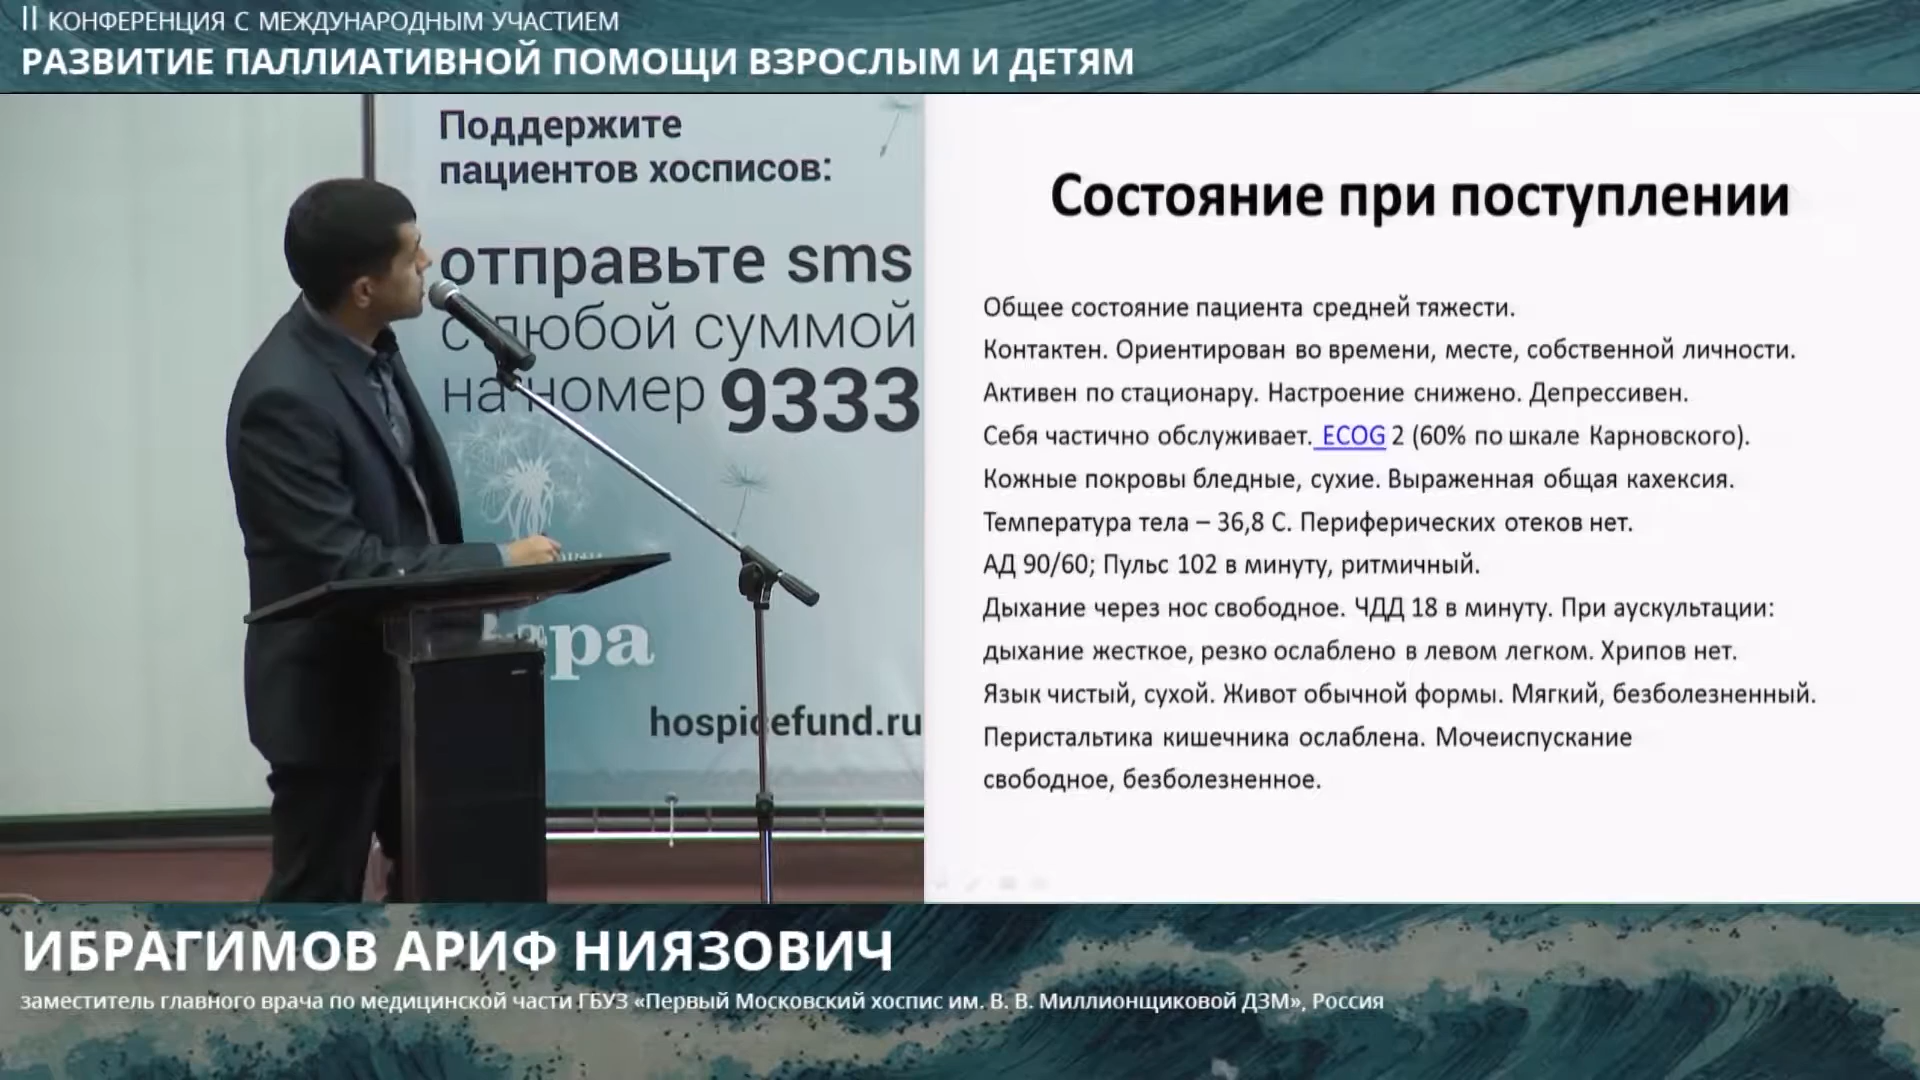 II КОНФЕРЕНЦИЯ С МЕЖДУНАРОДНЫМ УЧАСТИЕМ
РАЗВИТИЕ ПАЛЛИАТИВНОЙ ПОМОЩИ ВЗРОСЛЫМ И ДЕТЯМ
Поддержите
пациентов хосписов:
отправьте sms
с любой суммой
на номер 9333
hospicefund.ru
Состояние при поступлении
Общее состояние пациента средней тяжести.
Контактен. Ориентирован во времени, месте, собственной личности.
Активен по стационару. Настроение снижено. Депрессивен.
Себя частично обслуживает. ECOG 2 (60% по шкале Карновского).
Кожные покровы бледные, сухие. Выраженная общая кахексия.
Температура тела – 36,8 С. Периферических отеков нет.
АД 90/60; Пульс 102 в минуту, ритмичный.
Дыхание через нос свободное. ЧДД 18 в минуту. При аускультации:
дыхание жесткое, резко ослаблено в левом легком. Хрипов нет.
Язык чистый, сухой. Живот обычной формы. Мягкий, безболезненный.
Перистальтика кишечника ослаблена. Мочеиспускание
свободное, безболезненное.
ИБРАГИМОВ АРИФ НИЯЗОВИЧ
заместитель главного врача по медицинской части ГБУЗ «Первый Московский хоспис им. В. В. Миллионщиковой ДЗМ», Россия